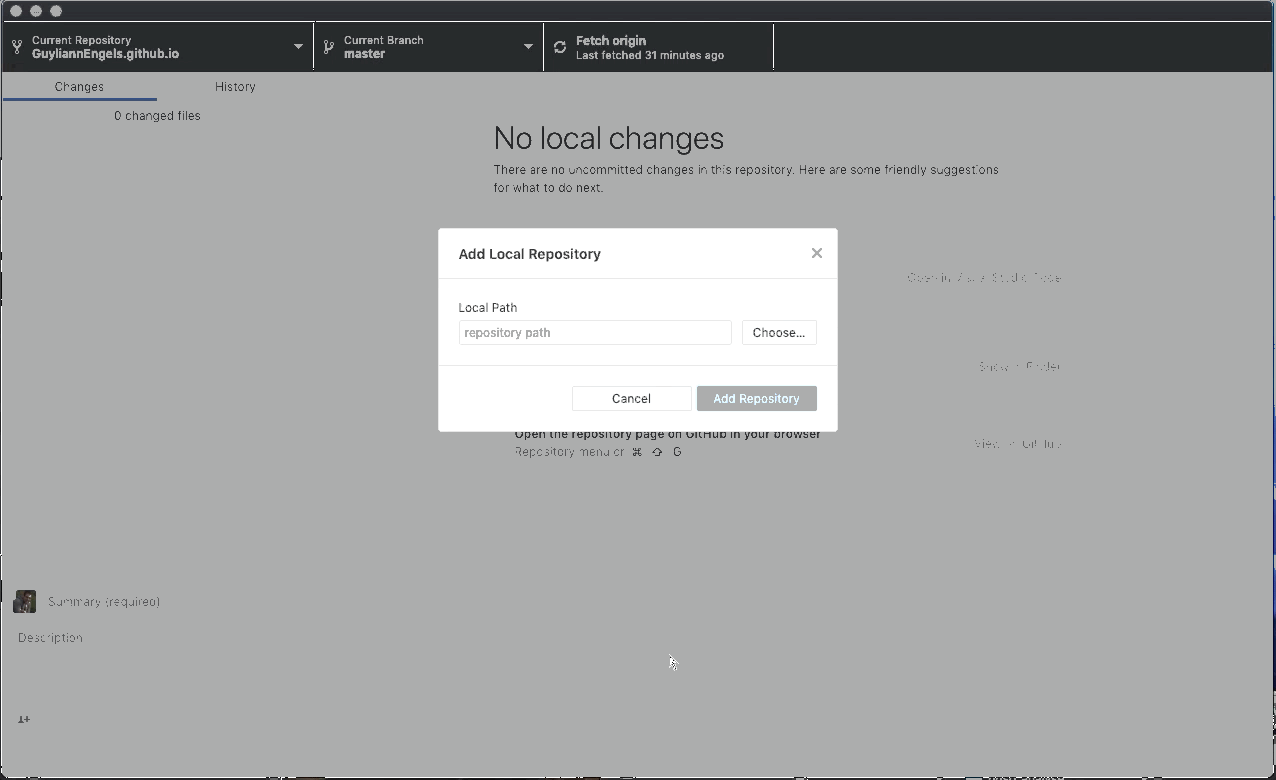 Current Repository
GuyliannEngels.github.io
Current Branch
master
Fetch origin
Last fetched 31 minutes ago
Changes
History
0 changed files
No local changes
There are no uncommitted changes in this repository. Here are some friendly suggestions
for what to do next.
Add Local Repository
Local Path
repository path
Choose...
Cancel
Add Repository
Open in Visual Studio Code
Show in Finder
Open the repository page on GitHub in your browser
Repository menu or ⌘ ⇧ G
View on GitHub
Summary (required)
Description